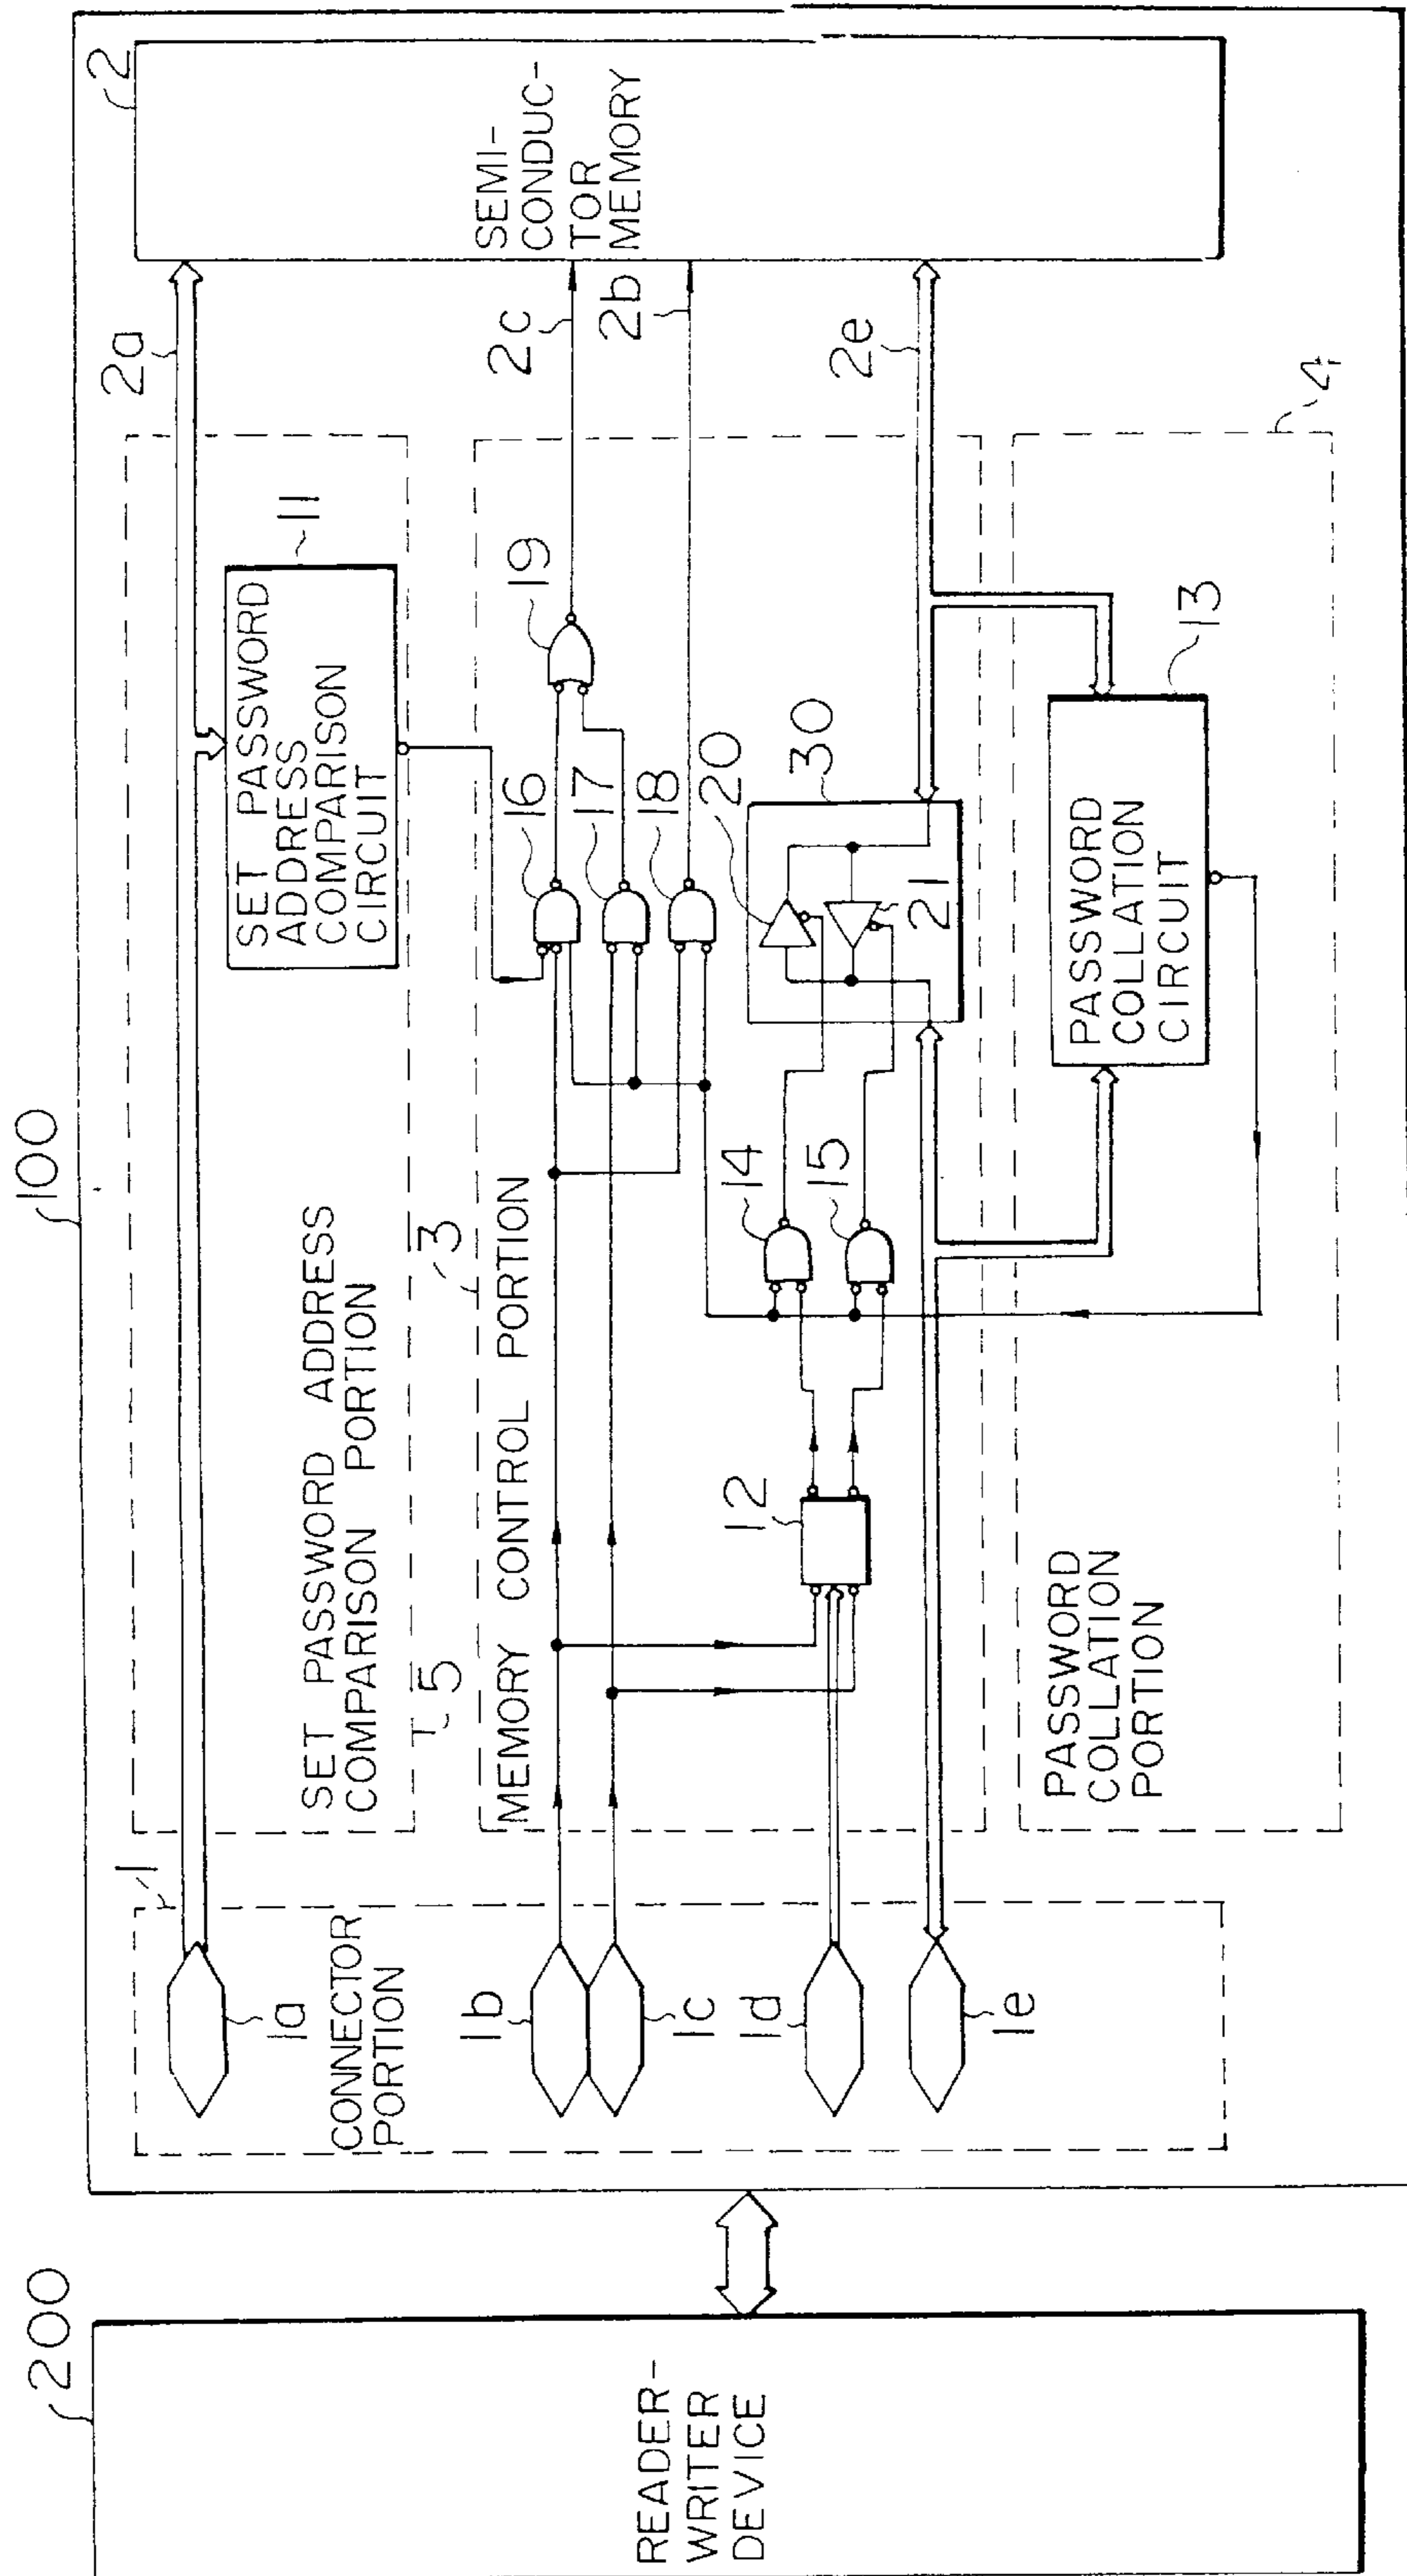 100
2
SEMI-
CONDUC-
TOR
MEMORY
2a
2c
2b
2e
SET PASSWORD
ADDRESS
COMPARISON
CIRCUIT
11
19
16
17
18
20
30
21
13
4
PASSWORD
COLLATION
CIRCUIT
SET PASSWORD ADDRESS
COMPARISON PORTION
5
3
MEMORY CONTROL PORTION
14
15
12
PASSWORD
COLLATION
PORTION
1
CONNECTOR
PORTION
1a
1b
1c
1d
1e
200
READER-
WRITER
DEVICE